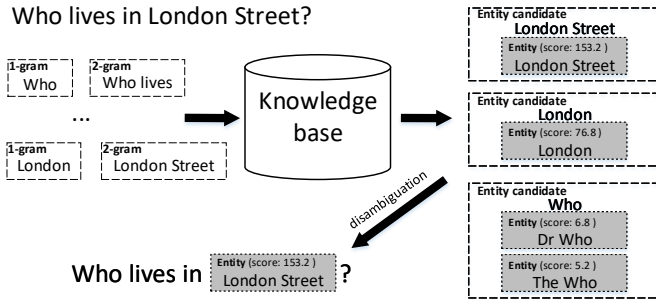 Who lives in London Street?
1-gram
Who
2-gram
Who lives
...
1-gram
London
2-gram
London Street
Knowledge
base
Entity candidate
London Street
Entity (score: 153.2 )
London Street
Entity candidate
London
Entity (score: 76.8 )
London
Entity candidate
Who
Entity (score: 6.8 )
Dr Who
Entity (score: 5.2 )
The Who
disambiguation
Who lives in
Entity (score: 153.2 )
London Street
?